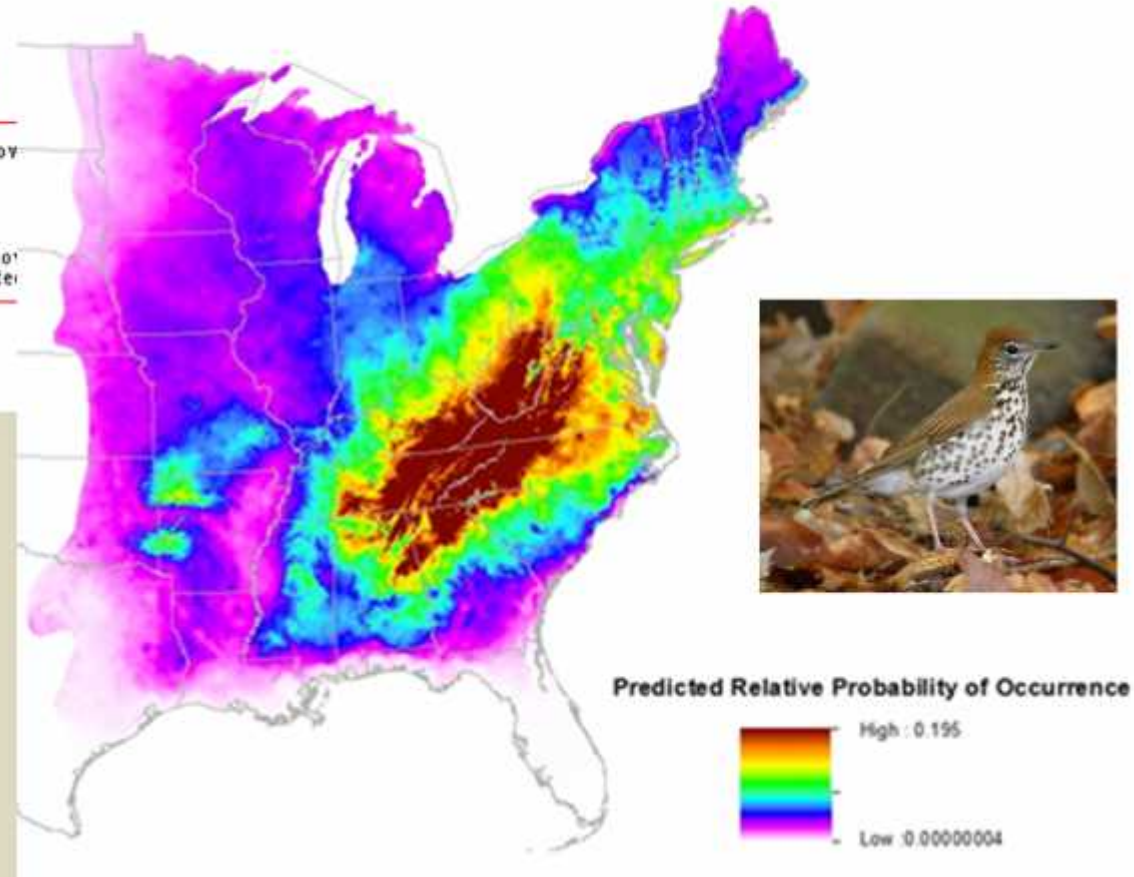 Predicted Relative Probability of Occurrence
High : 0.195
Low :0.00000004